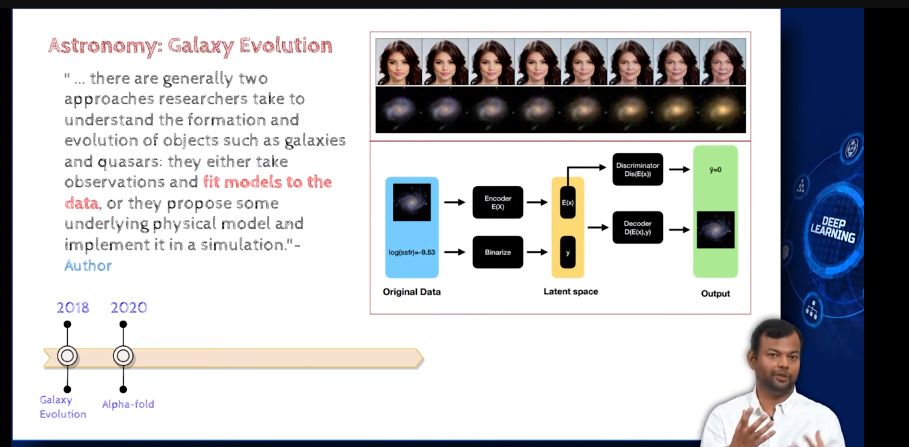 Astronomy: Galaxy Evolution
" ... there are generally two
approaches researchers take to
understand the formation and
evolution of objects such as galaxies
and quasars: they either take
observations and fit models to the
data, or they propose some
underlying physical model and
implement it in a simulation."-
Author
2018
2020
Galaxy
Evolution
Alpha-fold
Encoder
E(X)
Discriminator
Dis(E(x))
ŷ=0
E(x)
Decoder
D(E(x),y)
log(ssfr)=-9.53
Binarize
y
Original Data
Latent space
Output
DEEP
LEARNING